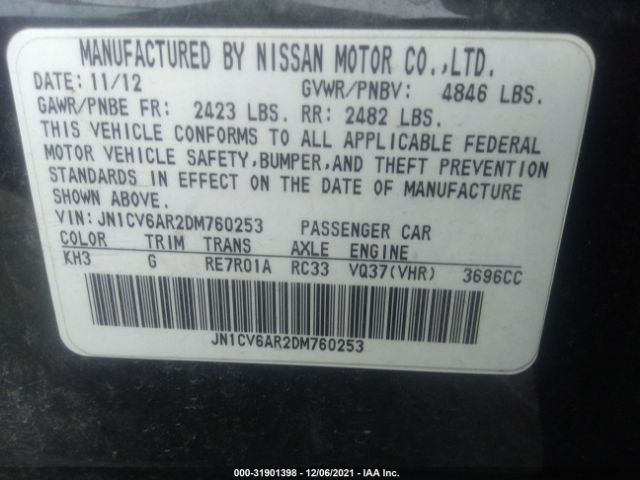 MANUFACTURED BY NISSAN MOTOR CO.,LTD.
DATE: 11/12 GVWR/PNBV: 4846 LBS.
GAWR/PNBE FR: 2423 LBS. RR: 2482 LBS.
THIS VEHICLE CONFORMS TO ALL APPLICABLE FEDERAL
MOTOR VEHICLE SAFETY,BUMPER,AND THEFT PREVENTION
STANDARDS IN EFFECT ON THE DATE OF MANUFACTURE
SHOWN ABOVE.
VIN: JN1CV6AR2DM760253 PASSENGER CAR
COLOR TRIM TRANS AXLE ENGINE
KH3 G RE7R01A RC33 VQ37(VHR) 3696CC
JN1CV6AR2DM760253
000-31901398 - 12/06/2021 - IAA Inc.